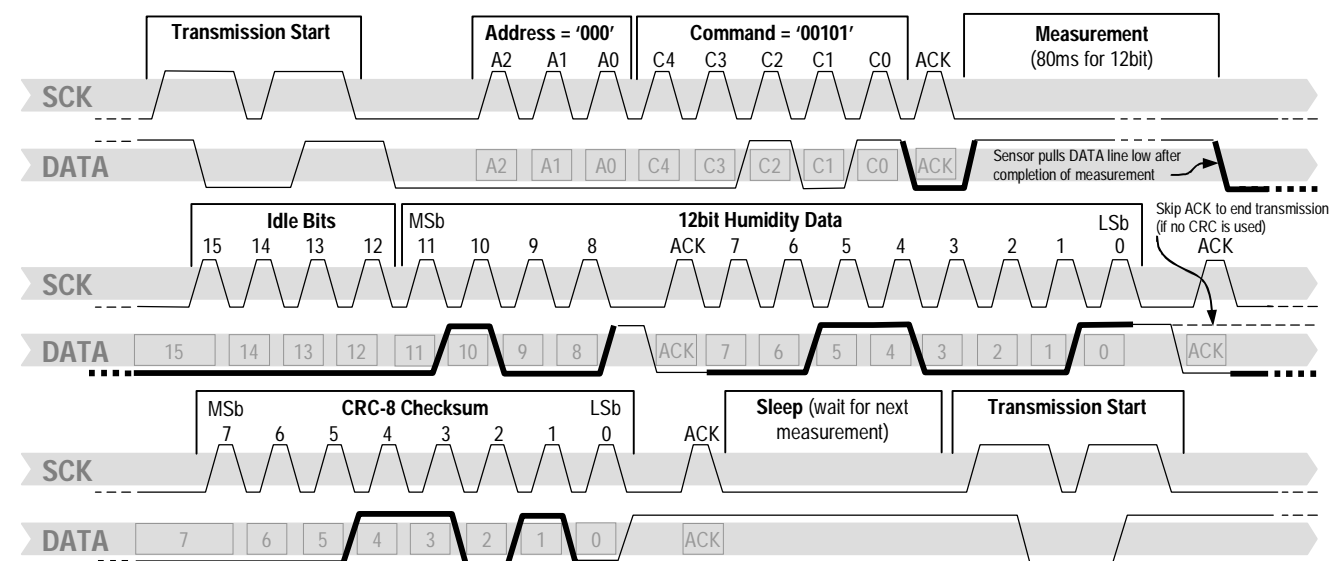 Transmission Start Address = ‘000’ Command = ‘00101’ Measurement
(80ms for 12bit)
A2 A1 A0 C4 C3 C2 C1 C0 ACK
SCK
DATA A2 A1 A0 C4 C3 C2 C1 C0 ACK
Sensor pulls DATA line low after
completion of measurement
Skip ACK to end transmission
(if no CRC is used)
Idle Bits MSb 12bit Humidity Data LSb
15 14 13 12 11 10 9 8 ACK 7 6 5 4 3 2 1 0 ACK
SCK
DATA 15 14 13 12 11 10 9 8 ACK 7 6 5 4 3 2 1 0 ACK
MSb CRC-8 Checksum LSb Sleep (wait for next Transmission Start
measurement)
7 6 5 4 3 2 1 0 ACK
SCK
DATA 7 6 5 4 3 2 1 0 ACK